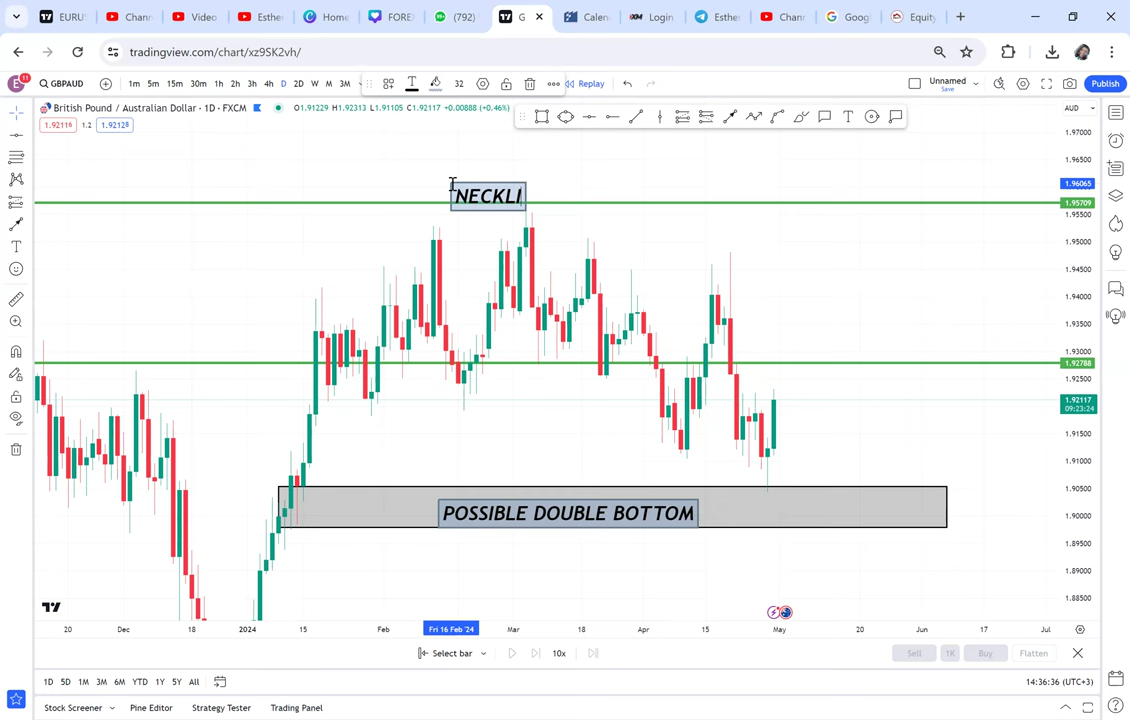 EURU
Chann
Video
Esthe
Home
FORE
(792)
G
Calen
Login
Esthe
Chann
Goog
Equity
tradingview.com/chart/xz9SK2vh/
E 11 GBPAUD 1m 5m 15m 30m 1h 2h 3h 4h D 2D W M 3M T 32 Replay Unnamed Save Publish
British Pound / Australian Dollar · 1D · FXCM O1.91229 H1.92313 L1.91105 C1.92117 +0.00888 (+0.46%) AUD
1.92116 1.2 1.92128
1.97000
1.96500
1.96065
NECKLI
1.95709
1.95500
1.95000
1.94500
1.94000
1.93500
1.93000
1.92788
1.92500
1.92117
09:23:24
1.91500
1.91000
1.90500
POSSIBLE DOUBLE BOTTOM
1.90000
1.89500
1.89000
1.88500
20 Dec 18 2024 15 Feb Fri 16 Feb '24 Mar 18 Apr 15 May 20 Jun 17 Jul
Select bar 10x Sell 1K Buy Flatten
1D 5D 1M 3M 6M YTD 1Y 5Y All 14:36:36 (UTC+3)
Stock Screener Pine Editor Strategy Tester Trading Panel